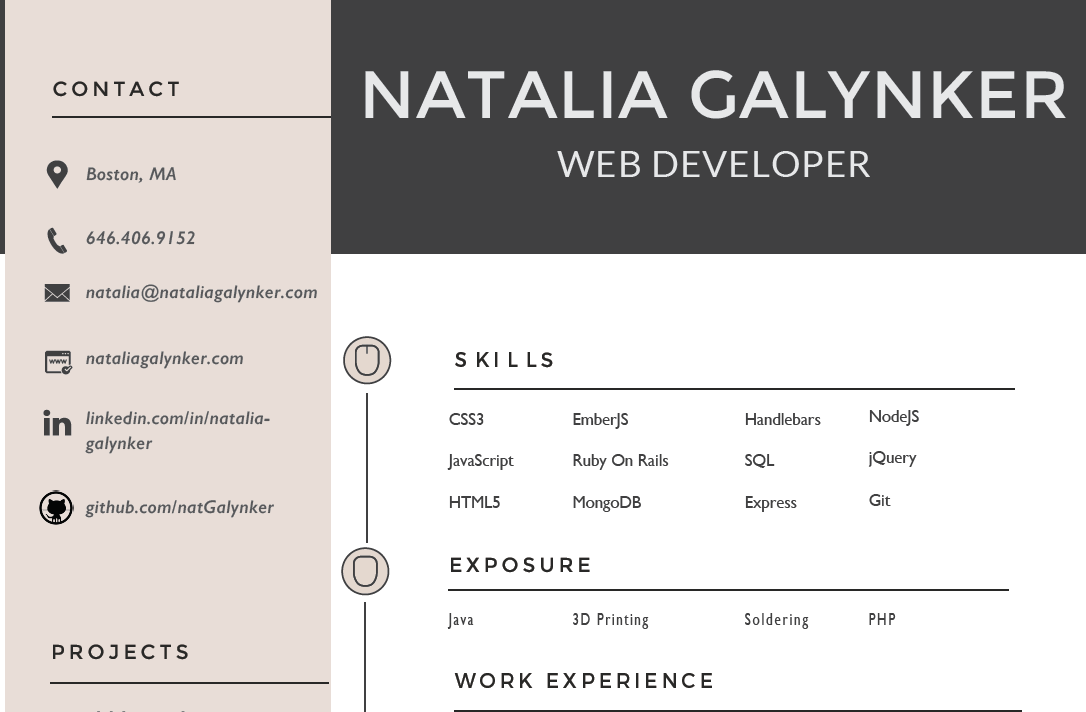 CONTACT
Boston, MA
646.406.9152
natalia@nataliagalynker.com
www
nataliagalynker.com
in
linkedin.com/in/natalia-
galynker
github.com/natGalynker
PROJECTS
NATALIA GALYNKER
WEB DEVELOPER
SKILLS
CSS3 EmberJS Handlebars NodeJS
JavaScript Ruby On Rails SQL jQuery
HTML5 MongoDB Express Git
EXPOSURE
Java 3D Printing Soldering PHP
WORK EXPERIENCE